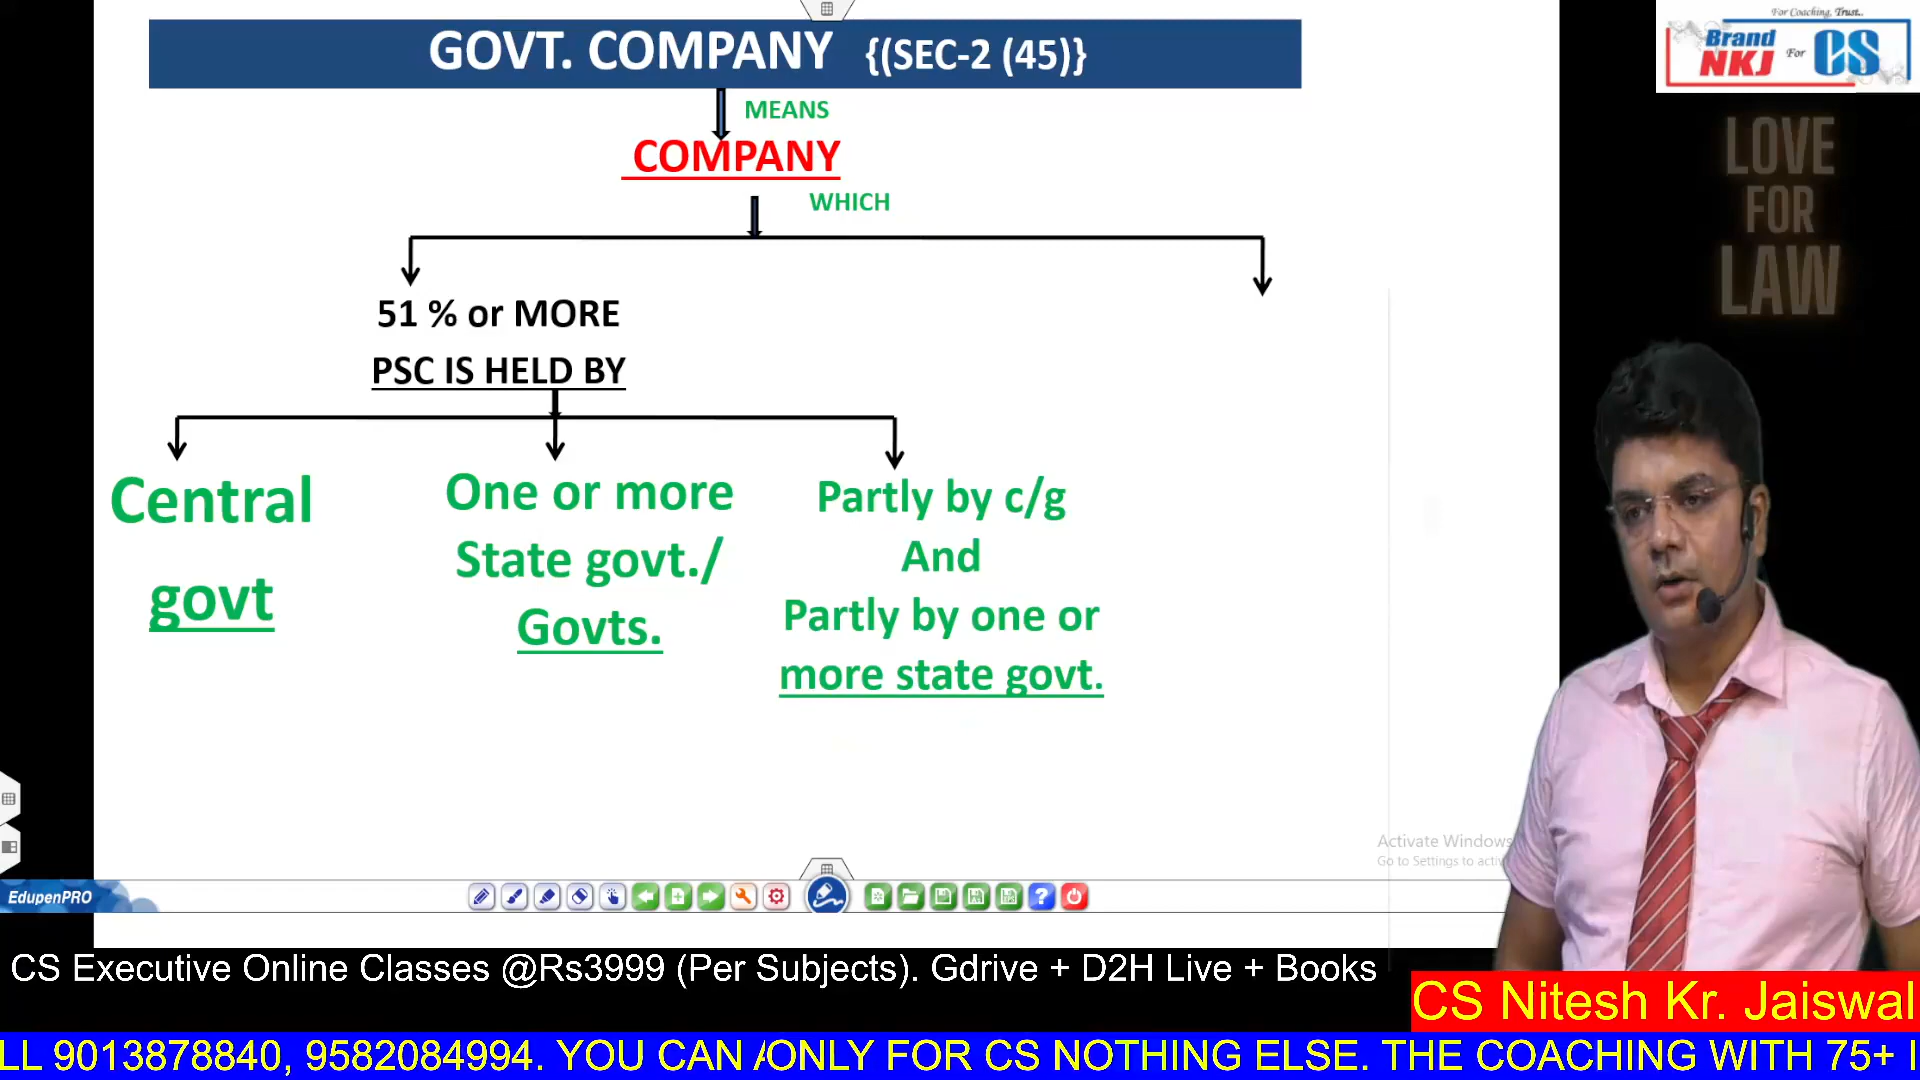 GOVT. COMPANY {(SEC-2 (45)}
For Coaching, Trust..
Brand
NKJ
For
CS
MEANS
COMPANY
WHICH
LOVE
FOR
LAW
51 % or MORE
PSC IS HELD BY
Central
govt
One or more
State govt./
Govts.
Partly by c/g
And
Partly by one or
more state govt.
Activate Windows
Go to Settings to
EdupenPRO
CS Executive Online Classes @Rs3999 (Per Subjects). Gdrive + D2H Live + Books
CS Nitesh Kr. Jaiswal
LL 9013878840, 9582084994. YOU CAN ONLY FOR CS NOTHING ELSE. THE COACHING WITH 75+